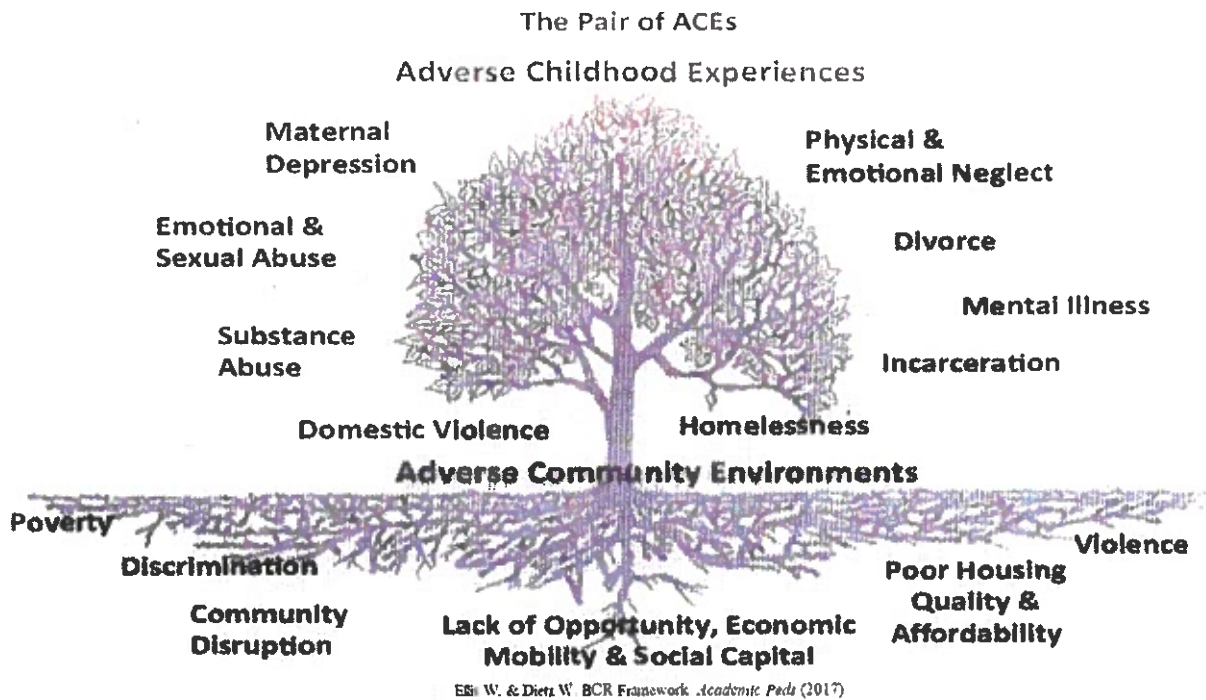 The Pair of ACEs
Adverse Childhood Experiences
Maternal
Depression
Physical &
Emotional Neglect
Emotional &
Sexual Abuse
Divorce
Mental Illness
Substance
Abuse
Incarceration
Domestic Violence
Homelessness
Adverse Community Environments
Poverty
Discrimination
Community
Disruption
Lack of Opportunity, Economic
Mobility & Social Capital
Poor Housing
Quality &
Affordability
Violence
Ellis W. & Dietz W. BCR Framework Academic Peds (2017)